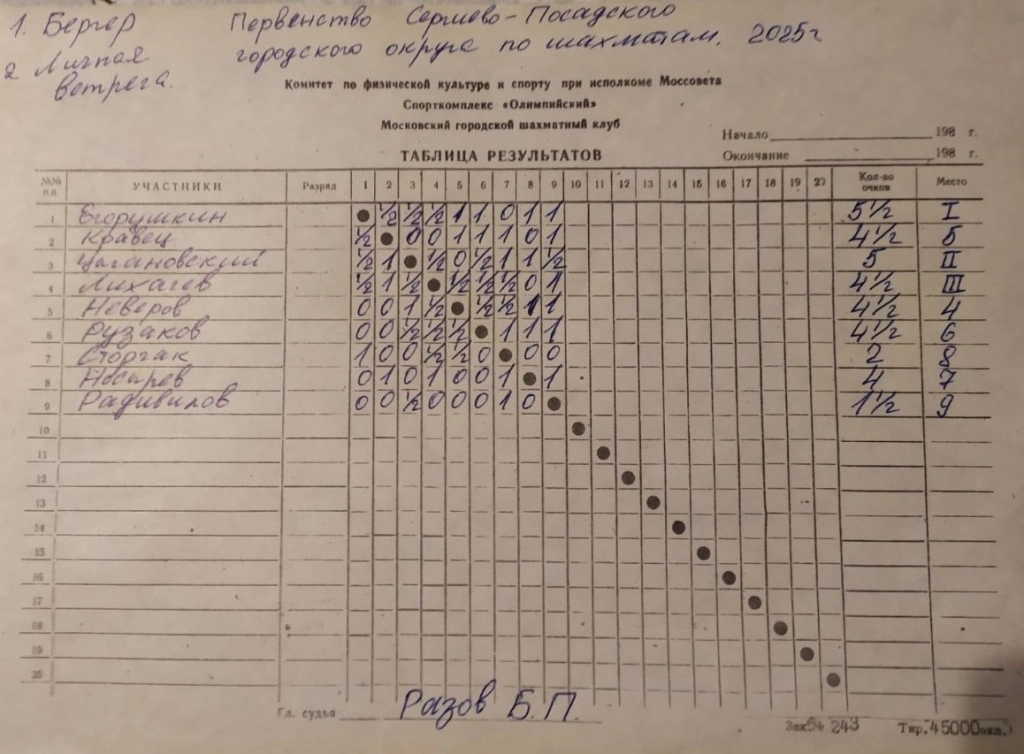 1. Бергер Первенство Сергиево-Посадского
2 Личная городского округа по шахматам. 2025г
встреча.
Комитет по физической культуре и спорту при исполкоме Моссовета
Спорткомплекс «Олимпийский»
Московский городской шахматный клуб
Начало 198 г.
ТАБЛИЦА РЕЗУЛЬТАТОВ Окончание 198 г.
№№ п.п. УЧАСТНИКИ Разряд 1 2 3 4 5 6 7 8 9 10 11 12 13 14 15 16 17 18 19 20 Кол-во очков Место
1 Егорушкин ½ ½ ½ 1 1 0 1 1 5½ I
2 Кравец ½ 0 0 1 1 1 0 1 4½ 5
3 Цагановский ½ 1 ½ 0 ½ 1 1 ½ 5 II
4 Лихачев ½ 1 ½ ½ ½ ½ 0 1 4½ III
5 Неверов 0 0 1 ½ ½ ½ 1 1 4½ 4
6 Рузаков 0 0 ½ ½ ½ 1 1 1 4½ 6
7 Сторчак 1 0 0 ½ ½ 0 0 0 2 8
8 0 1 0 1 0 0 1 1 4 7
9 Радивилов 0 0 ½ 0 0 0 1 0 1½ 9
10
11
12
13
14
15
16
17
18
19
20
Гл. судья Разов Б.П.
Зак 243 Тир. 45000 экз.